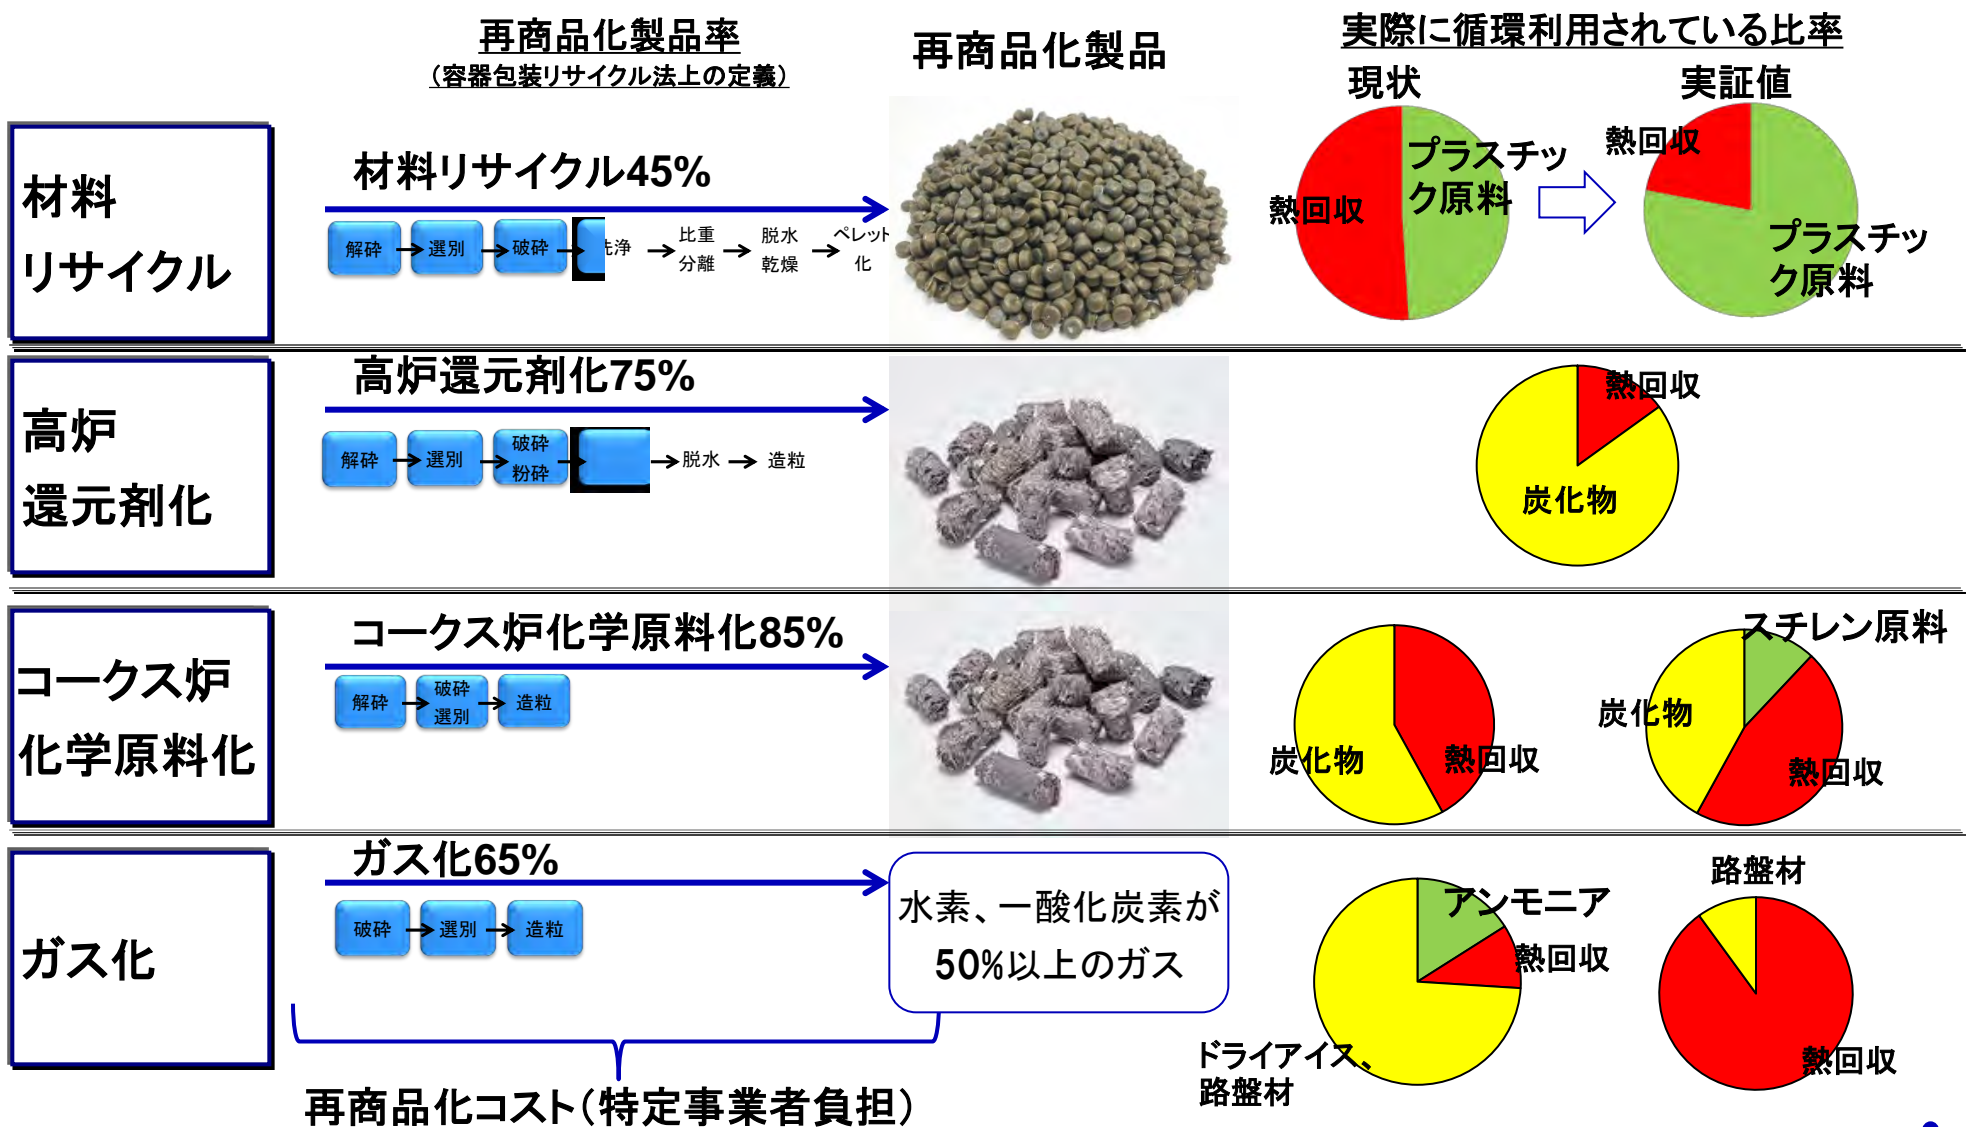 再商品化製品率
（容器包装リサイクル法上の定義）
再商品化製品
実際に循環利用されている比率
現状
実証値
材料
リサイクル
材料リサイクル45%
解砕
選別
破砕
浄
比重
分離
脱水
乾燥
ペレット
化
熱回収
プラスチッ
ク原料
熱回収
プラスチッ
ク原料
高炉
還元剤化
高炉還元剤化75%
解砕
選別
破砕
粉砕
脱水
造粒
熱回収
炭化物
コークス炉
化学原料化
コークス炉化学原料化85%
解砕
破砕
選別
造粒
炭化物
熱回収
スチレン原料
炭化物
熱回収
ガス化
ガス化65%
破砕
選別
造粒
水素、一酸化炭素が
50%以上のガス
アンモニア
熱回収
ドライアイス、
路盤材
路盤材
熱回収
再商品化コスト（特定事業者負担）